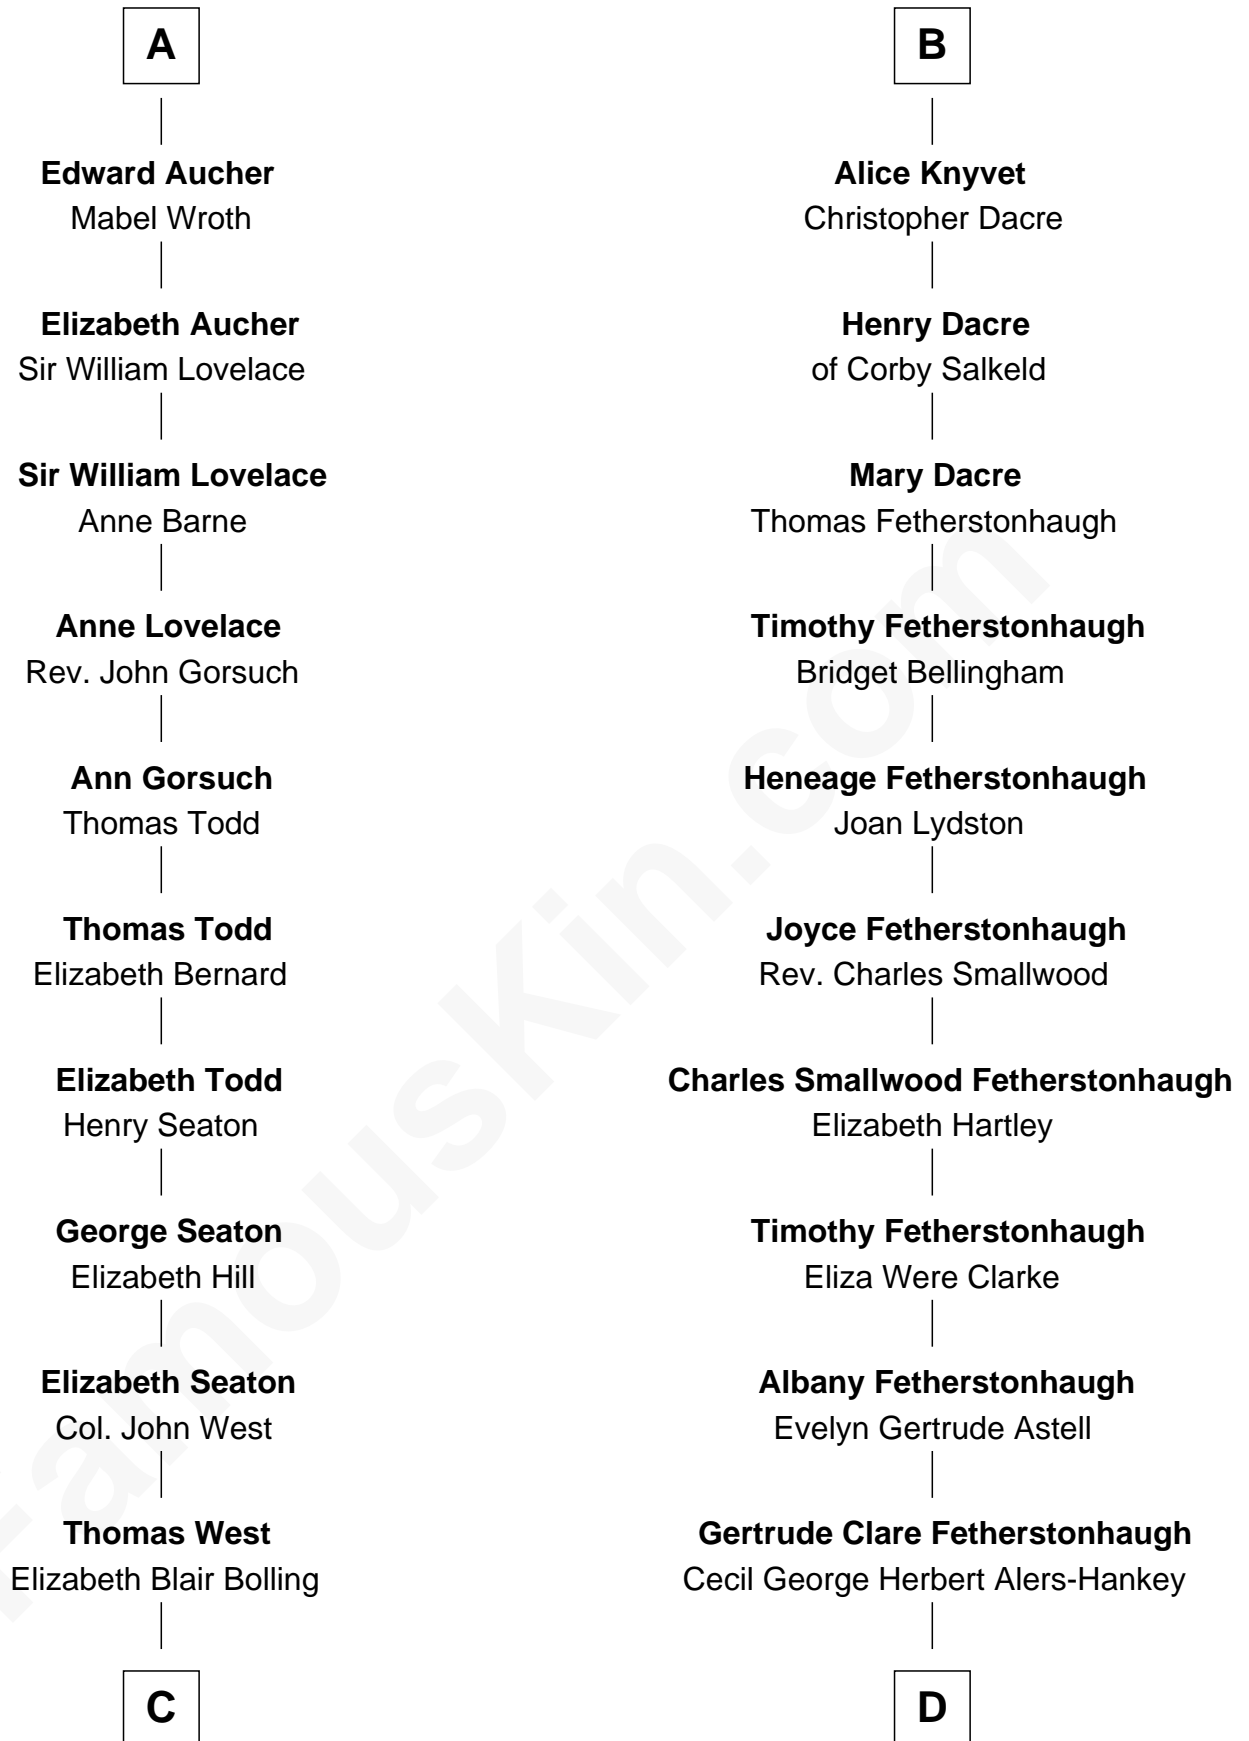 A
Edward Aucher
Mabel Wroth
Elizabeth Aucher
Sir William Lovelace
Sir William Lovelace
Anne Barne
Anne Lovelace
Rev. John Gorsuch
Ann Gorsuch
Thomas Todd
Thomas Todd
Elizabeth Bernard
Elizabeth Todd
Henry Seaton
George Seaton
Elizabeth Hill
Elizabeth Seaton
Col. John West
Thomas West
Elizabeth Blair Bolling
C
B
Alice Knyvet
Christopher Dacre
Henry Dacre
of Corby Salkeld
Mary Dacre
Thomas Fetherstonhaugh
Timothy Fetherstonhaugh
Bridget Bellingham
Heneage Fetherstonhaugh
Joan Lydston
Joyce Fetherstonhaugh
Rev. Charles Smallwood
Charles Smallwood Fetherstonhaugh
Elizabeth Hartley
Timothy Fetherstonhaugh
Eliza Were Clarke
Albany Fetherstonhaugh
Evelyn Gertrude Astell
Gertrude Clare Fetherstonhaugh
Cecil George Herbert Alers-Hankey
D
FamousKin.com